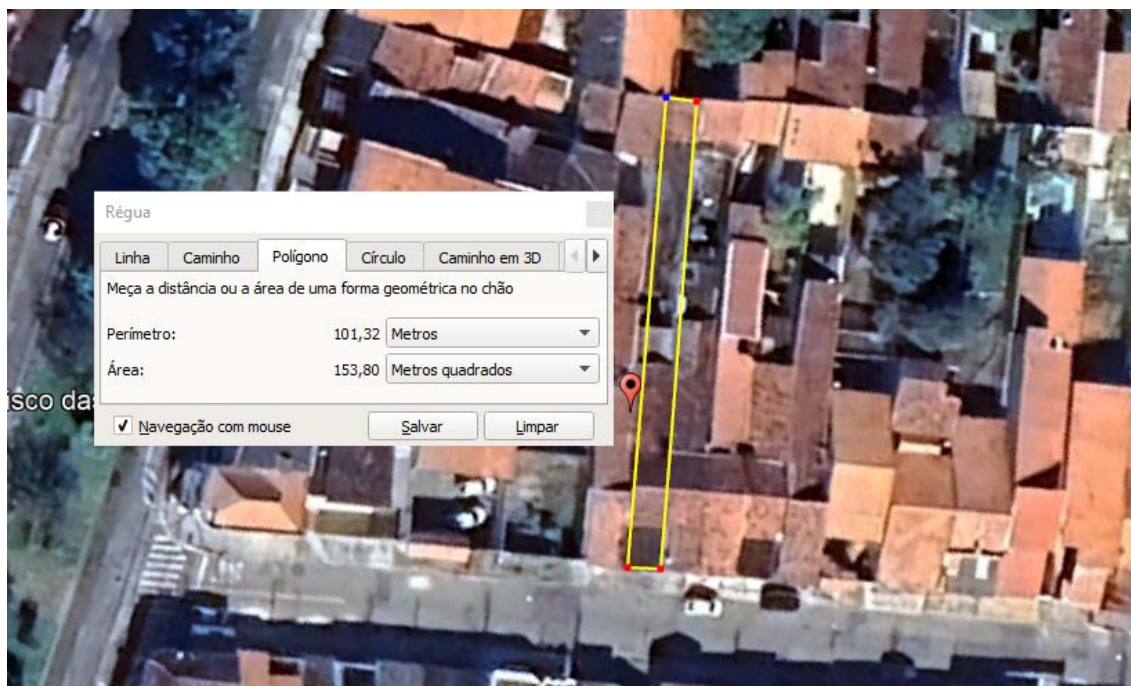 Régua
Linha Caminho Polígono Círculo Caminho em 3D
Meça a distância ou a área de uma forma geométrica no chão
Perímetro: 101,32 Metros
Área: 153,80 Metros quadrados
isco da
Navegação com mouse Salvar Limpar